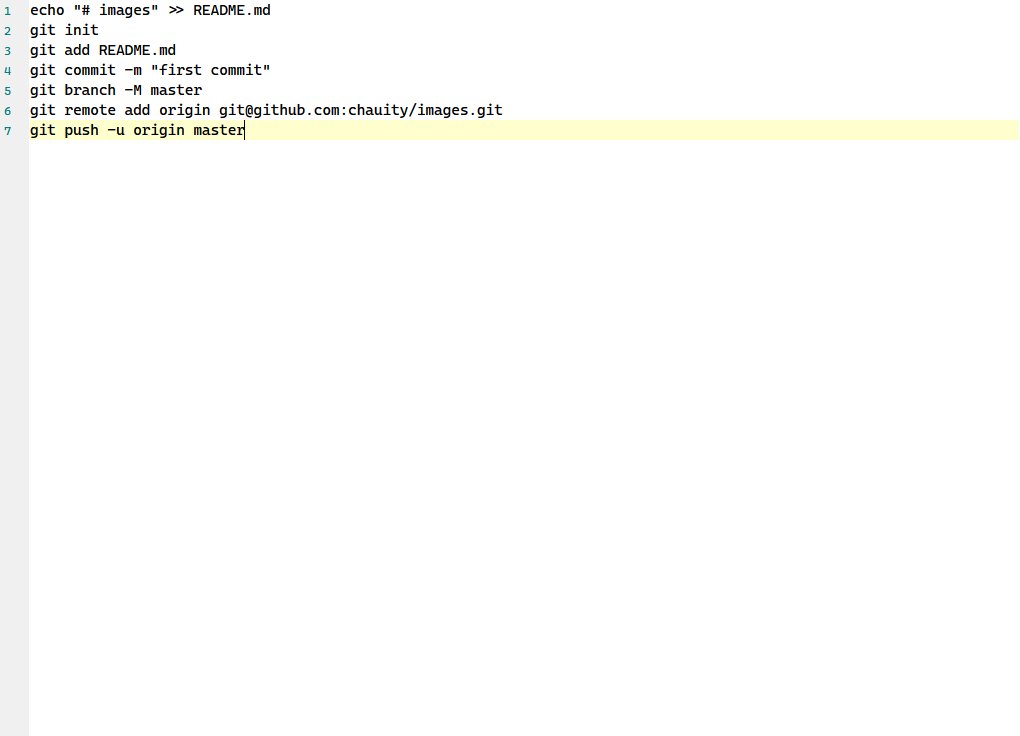 1 echo "# images" >> README.md
2 git init
3 git add README.md
4 git commit -m "first commit"
5 git branch -M master
6 git remote add origin git@github.com:chauity/images.git
7 git push -u origin master